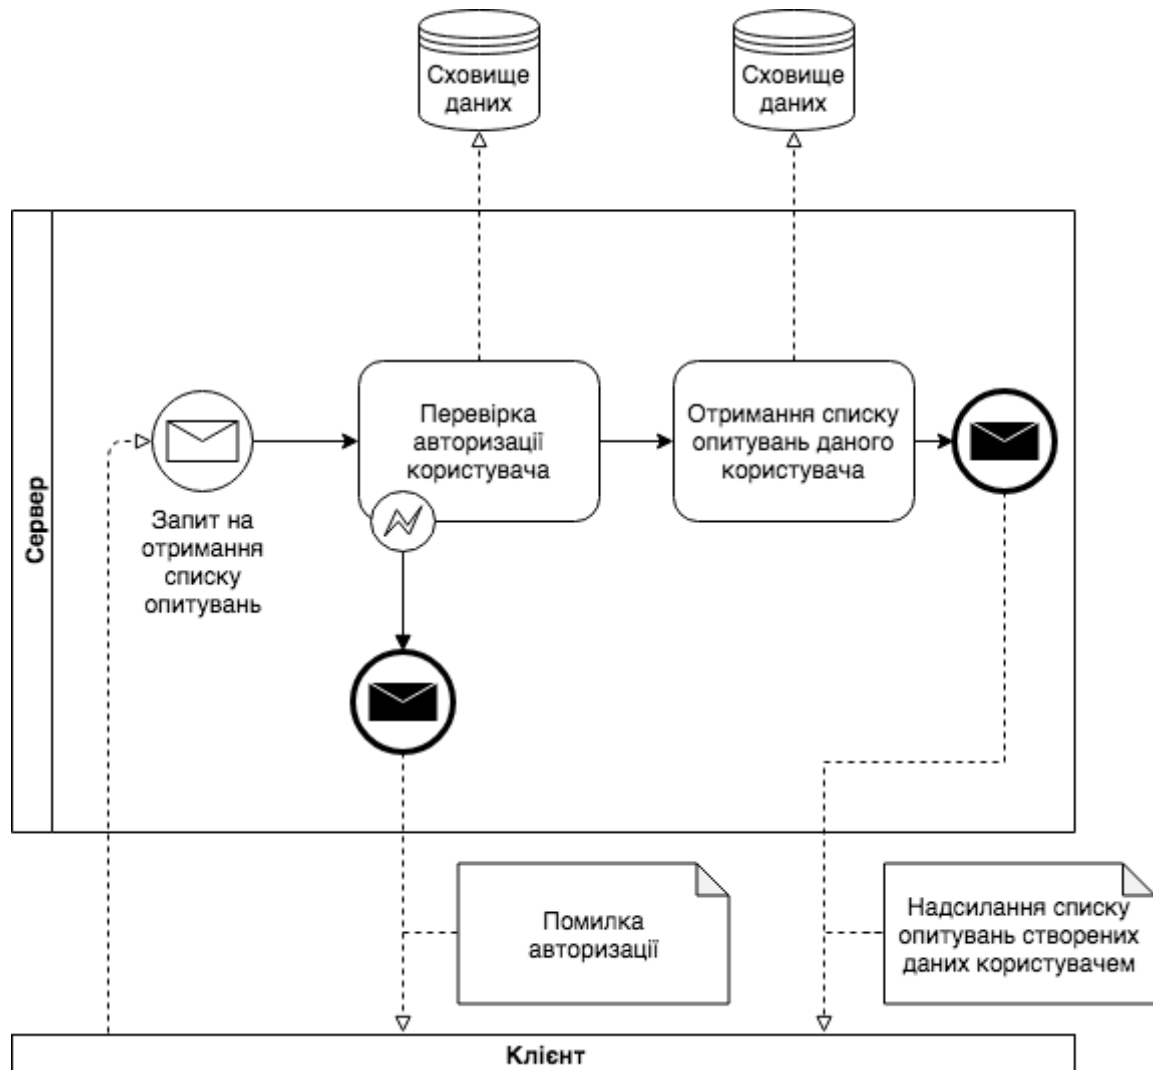 Сховище
даних
Сховище
даних
Сервер
Перевірка
авторизації
користувача
Отримання списку
опитувань даного
користувача
Запит на
отримання
списку
опитувань
Помилка
авторизації
Надсилання списку
опитувань створених
даних користувачем
Клієнт